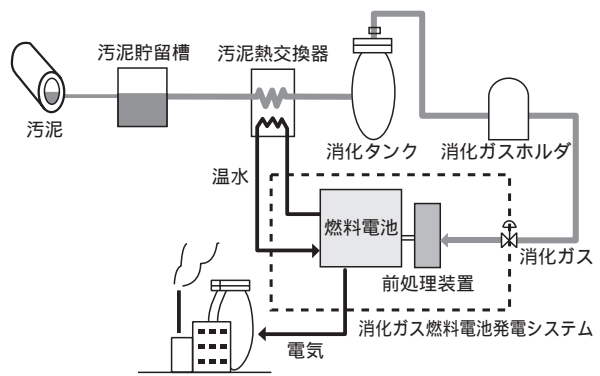 汚泥貯留槽
汚泥熱交換器
汚泥
消化タンク
消化ガスホルダ
温水
燃料電池
消化ガス
前処理装置
消化ガス燃料電池発電システム
電気